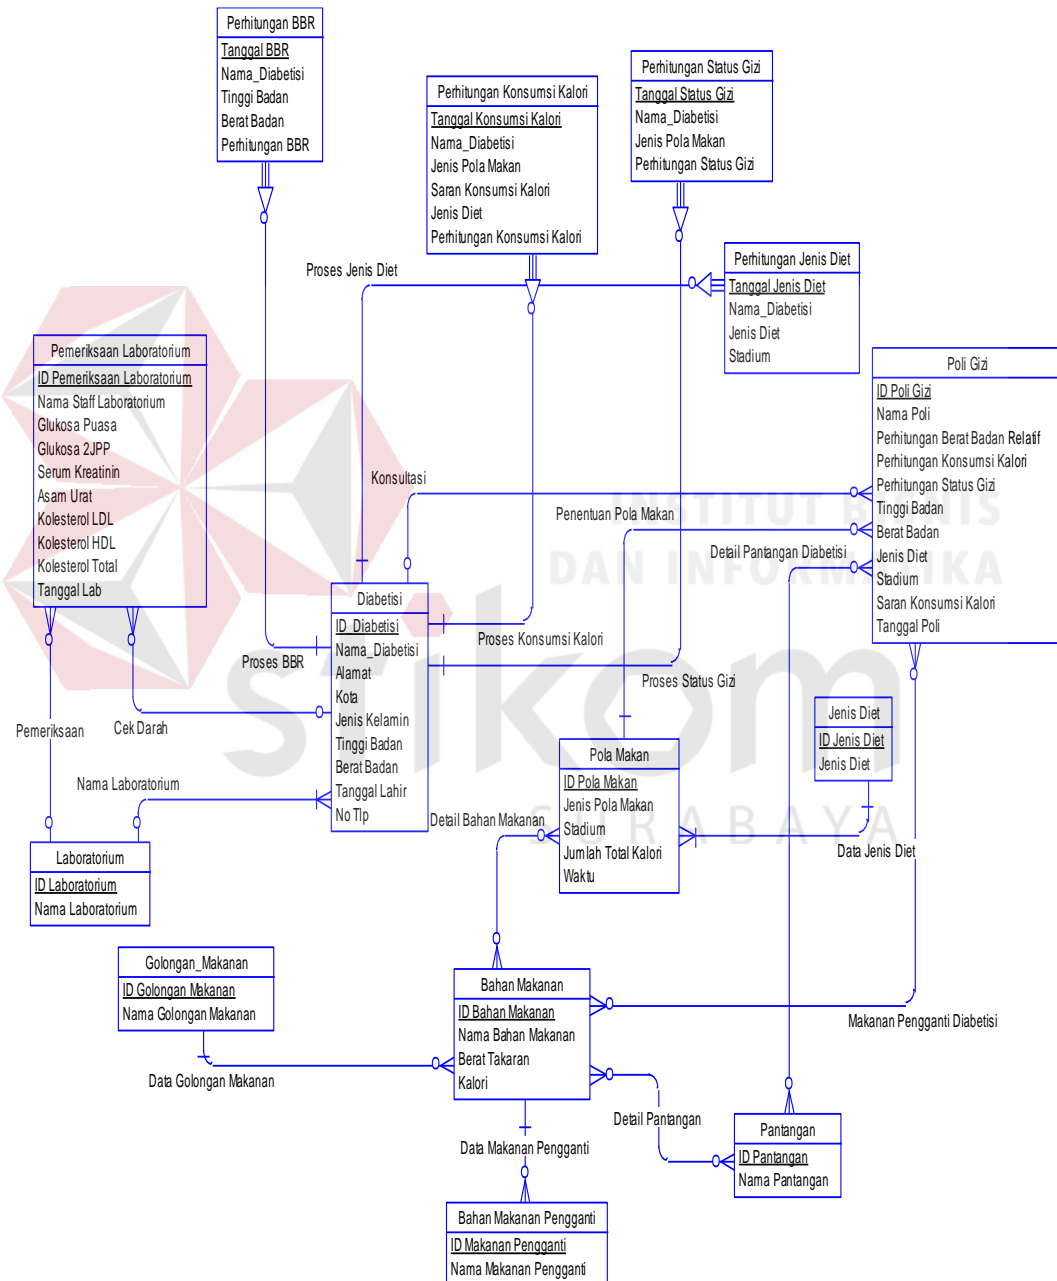 Perhitungan BBR
Tanggal BBR
Nama_Diabetisi
Tinggi Badan
Berat Badan
Perhitungan BBR
Perhitungan Konsumsi Kalori
Tanggal Konsumsi Kalori
Nama_Diabetisi
Jenis Pola Makan
Saran Konsumsi Kalori
Jenis Diet
Perhitungan Konsumsi Kalori
Perhitungan Status Gizi
Tanggal Status Gizi
Nama_Diabetisi
Jenis Pola Makan
Perhitungan Status Gizi
Perhitungan Jenis Diet
Tanggal Jenis Diet
Nama_Diabetisi
Jenis Diet
Stadium
Proses Jenis Diet
Pemeriksaan Laboratorium
ID Pemeriksaan Laboratorium
Nama Staff Laboratorium
Glukosa Puasa
Glukosa 2JPP
Serum Kreatinin
Asam Urat
Kolesterol LDL
Kolesterol HDL
Kolesterol Total
Tanggal Lab
Poli Gizi
ID Poli Gizi
Nama Poli
Perhitungan Berat Badan Relatif
Perhitungan Konsumsi Kalori
Perhitungan Status Gizi
Tinggi Badan
Berat Badan
Jenis Diet
Stadium
Saran Konsumsi Kalori
Tanggal Poli
Konsultasi
Penentuan Pola Makan
Detail Pantangan Diabetisi
INSTITUT BISNIS
DAN INFORMATIKA
stikom
SURABAYA
Diabetisi
ID_Diabetisi
Nama_Diabetisi
Alamat
Kota
Jenis Kelamin
Tinggi Badan
Berat Badan
Tanggal Lahir
No Tlp
Proses BBR
Proses Konsumsi Kalori
Proses Status Gizi
Pemeriksaan
Cek Darah
Nama Laboratorium
Laboratorium
ID Laboratorium
Nama Laboratorium
Detail Bahan Makanan
Pola Makan
ID Pola Makan
Jenis Pola Makan
Stadium
Jumlah Total Kalori
Waktu
Jenis Diet
ID Jenis Diet
Jenis Diet
Data Jenis Diet
Golongan_Makanan
ID Golongan Makanan
Nama Golongan Makanan
Data Golongan Makanan
Bahan Makanan
ID Bahan Makanan
Nama Bahan Makanan
Berat Takaran
Kalori
Makanan Pengganti Diabetisi
Detail Pantangan
Data Makanan Pengganti
Pantangan
ID Pantangan
Nama Pantangan
Bahan Makanan Pengganti
ID Makanan Pengganti
Nama Makanan Pengganti